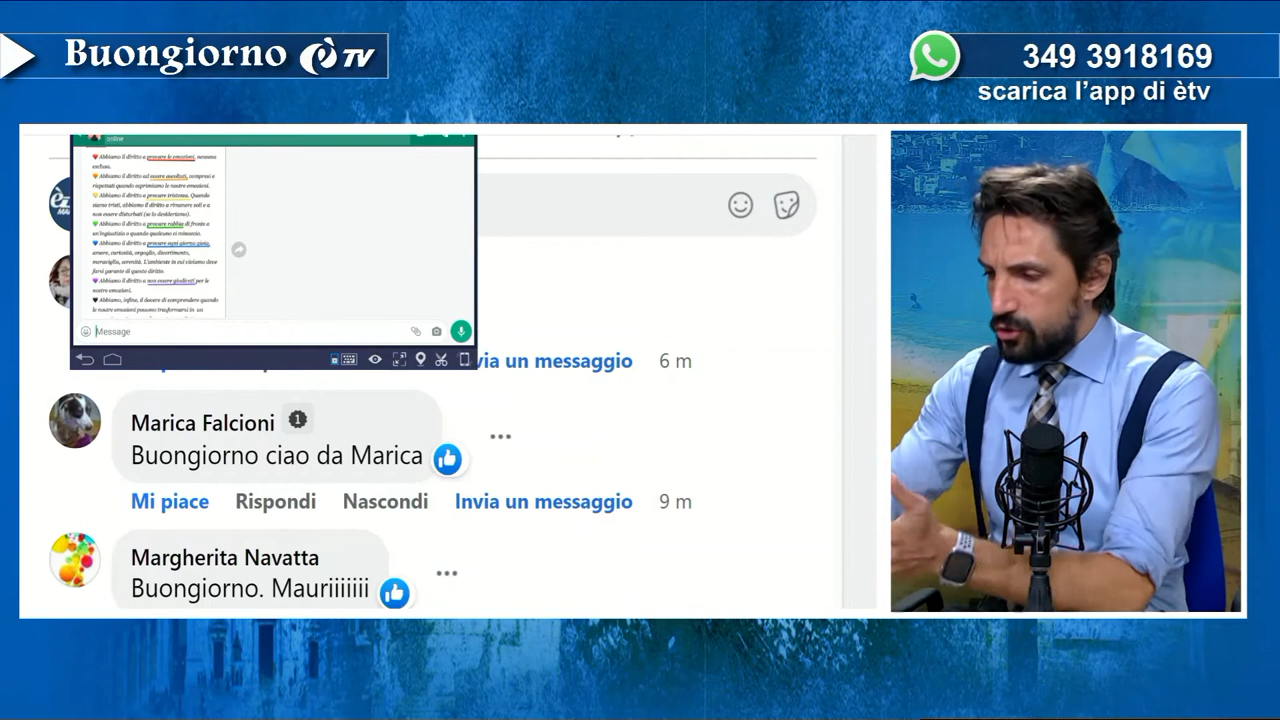 Buongiorno è TV
349 3918169
scarica l'app di ètv
online
Abbiamo il diritto a provare le emozioni, nessuna
esclusa.
Abbiamo il diritto ad essere ascoltati, compresi e
rispettati quando esprimiamo le nostre emozioni.
Abbiamo il diritto a provare tristezza. Quando
siamo tristi, abbiamo il diritto a rimanere soli e a
non essere disturbati (se lo desideriamo).
Abbiamo il diritto a provare rabbia di fronte a
un'ingiustizia o quando qualcuno ci minaccia.
Abbiamo il diritto a provare ogni giorno gioia,
amore, curiosità, orgoglio, divertimento,
meraviglia, serenità. L'ambiente in cui viviamo deve
farsi garante di questo diritto.
Abbiamo il diritto a non essere giudicati per le
nostre emozioni.
Abbiamo, infine, il dovere di comprendere quando
le nostre emozioni possono trasformarsi in un
Message
via un messaggio 6 m
Marica Falcioni 1
Buongiorno ciao da Marica
Mi piace Rispondi Nascondi Invia un messaggio 9 m
Margherita Navatta
Buongiorno. Mauriiiiiii